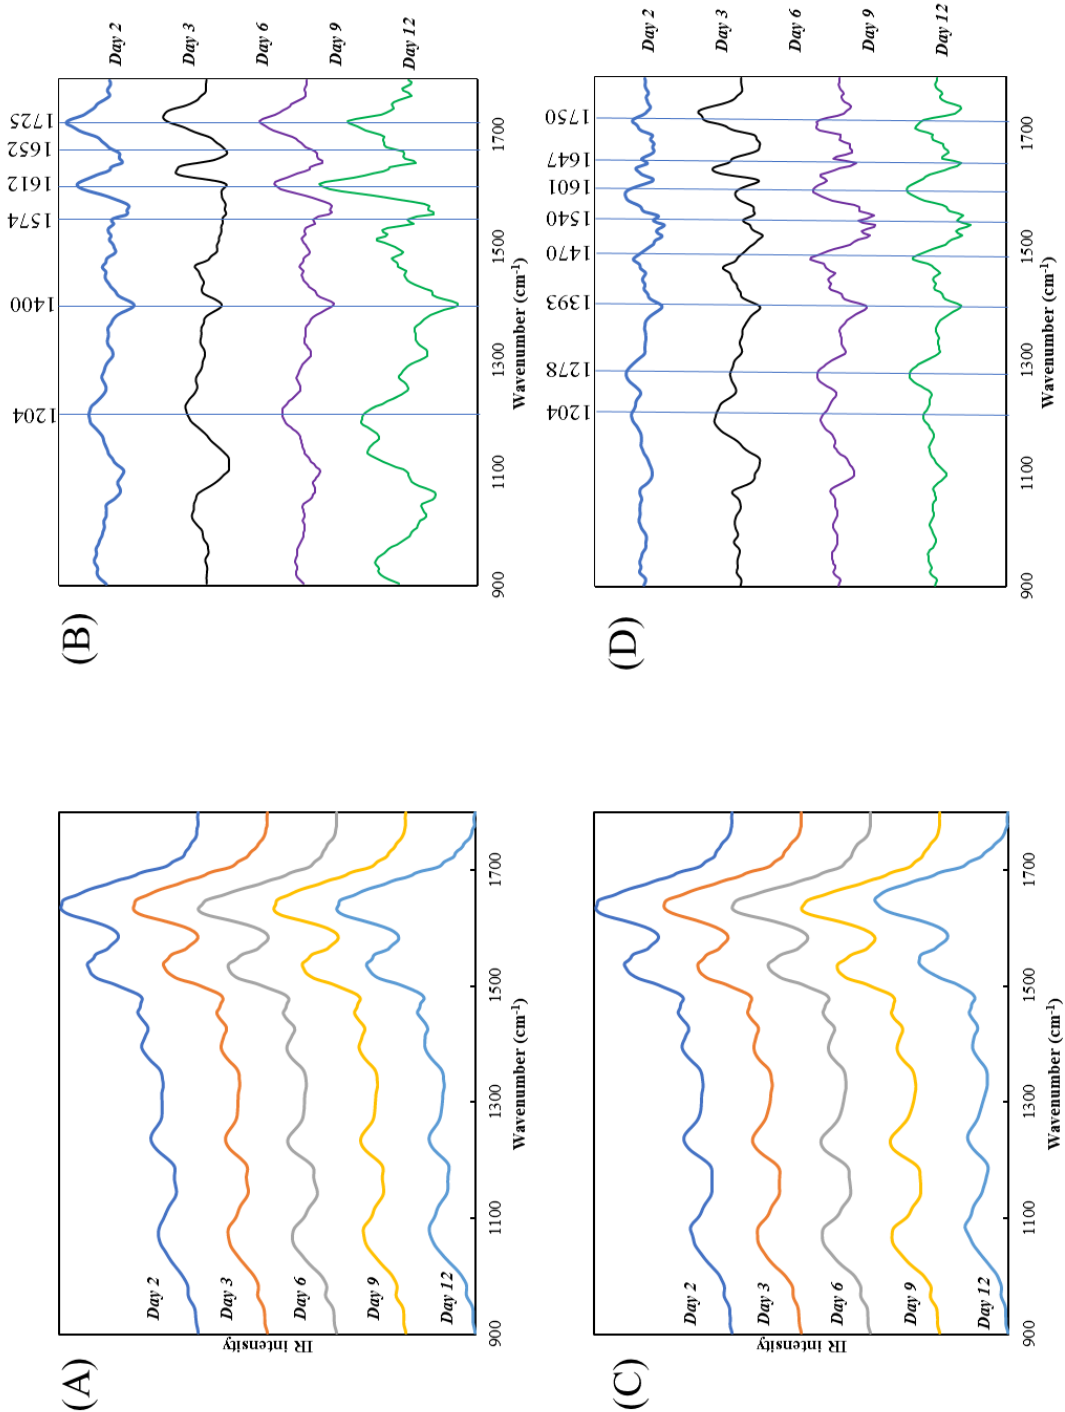 (A)
IR intensity
Day 2
Day 3
Day 6
Day 9
Day 12
900
1100
1300
1500
1700
Wavenumber (cm⁻¹)
(B)
1204
1400
1574
1612
1652
1725
Day 2
Day 3
Day 6
Day 9
Day 12
900
1100
1300
1500
1700
Wavenumber (cm⁻¹)
(C)
IR intensity
Day 2
Day 3
Day 6
Day 9
Day 12
900
1100
1300
1500
1700
Wavenumber (cm⁻¹)
(D)
1204
1278
1393
1470
1540
1601
1647
1750
Day 2
Day 3
Day 6
Day 9
Day 12
900
1100
1300
1500
1700
Wavenumber (cm⁻¹)